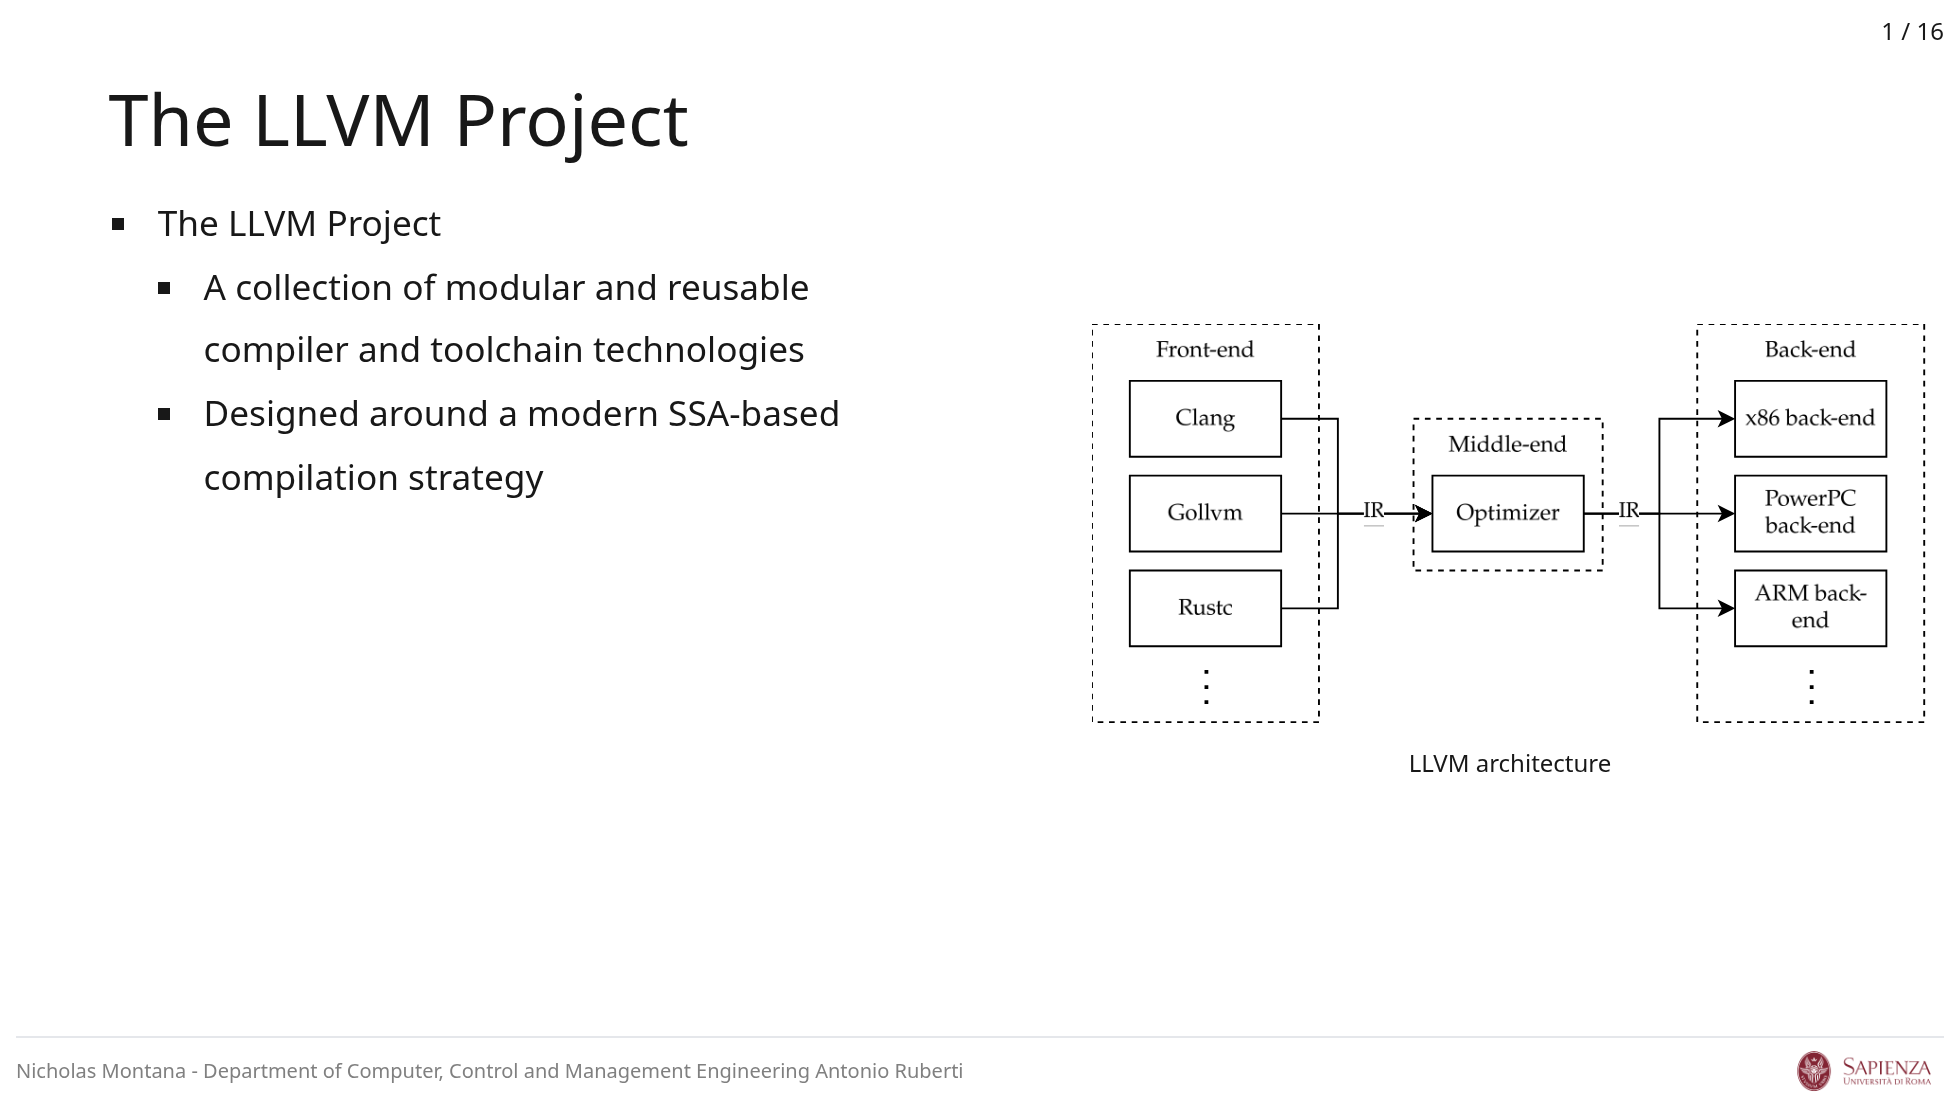 1 / 16
The LLVM Project
The LLVM Project
A collection of modular and reusable
compiler and toolchain technologies
Designed around a modern SSA-based
compilation strategy
Front-end
Clang
Gollvm
Rustc
IR
Middle-end
Optimizer
IR
Back-end
x86 back-end
PowerPC
back-end
ARM back-
end
LLVM architecture
Nicholas Montana - Department of Computer, Control and Management Engineering Antonio Ruberti
SAPIENZA
UNIVERSITÀ DI ROMA